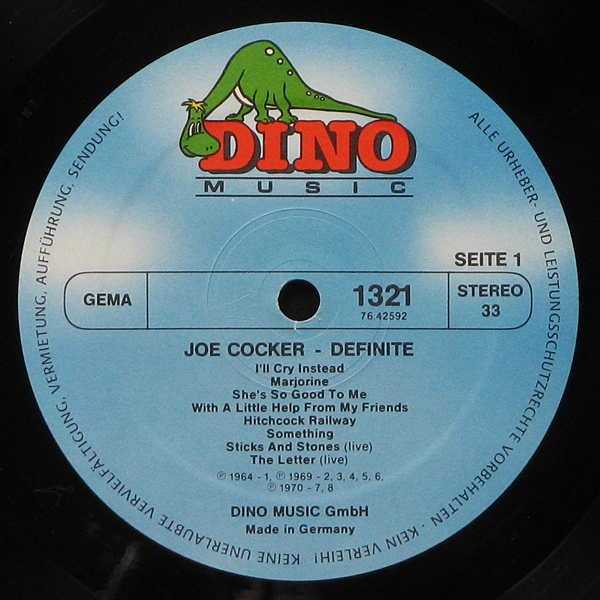 DINO
MUSIC
SEITE 1
GEMA
1321
76.42592
STEREO
33
JOE COCKER - DEFINITE
I'll Cry Instead
Marjorine
She's So Good To Me
With A Little Help From My Friends
Hitchcock Railway
Something
Sticks And Stones (live)
The Letter (live)
℗ 1964 - 1, ℗ 1969 - 2, 3, 4, 5, 6,
℗ 1970 - 7, 8
DINO MUSIC GmbH
Made in Germany
ALLE URHEBER- UND LEISTUNGSSCHUTZRECHTE VORBEHALTEN · KEIN VERLEIH! KEINE UNERLAUBTE VERVIELFÄLTIGUNG, VERMIETUNG, AUFFÜHRUNG, SENDUNG!